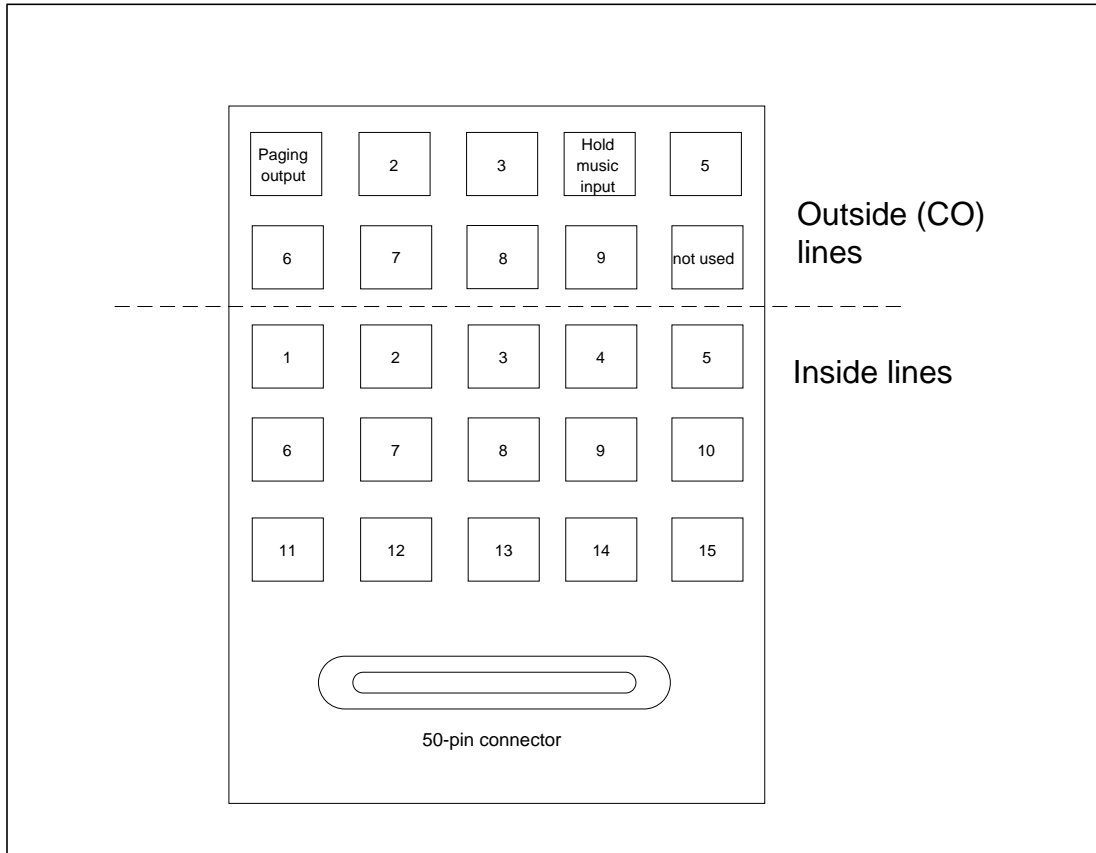 Paging
output
2
3
Hold
music
input
5
Outside (CO)
lines
6
7
8
9
not used
1
2
3
4
5
Inside lines
6
7
8
9
10
11
12
13
14
15
50-pin connector